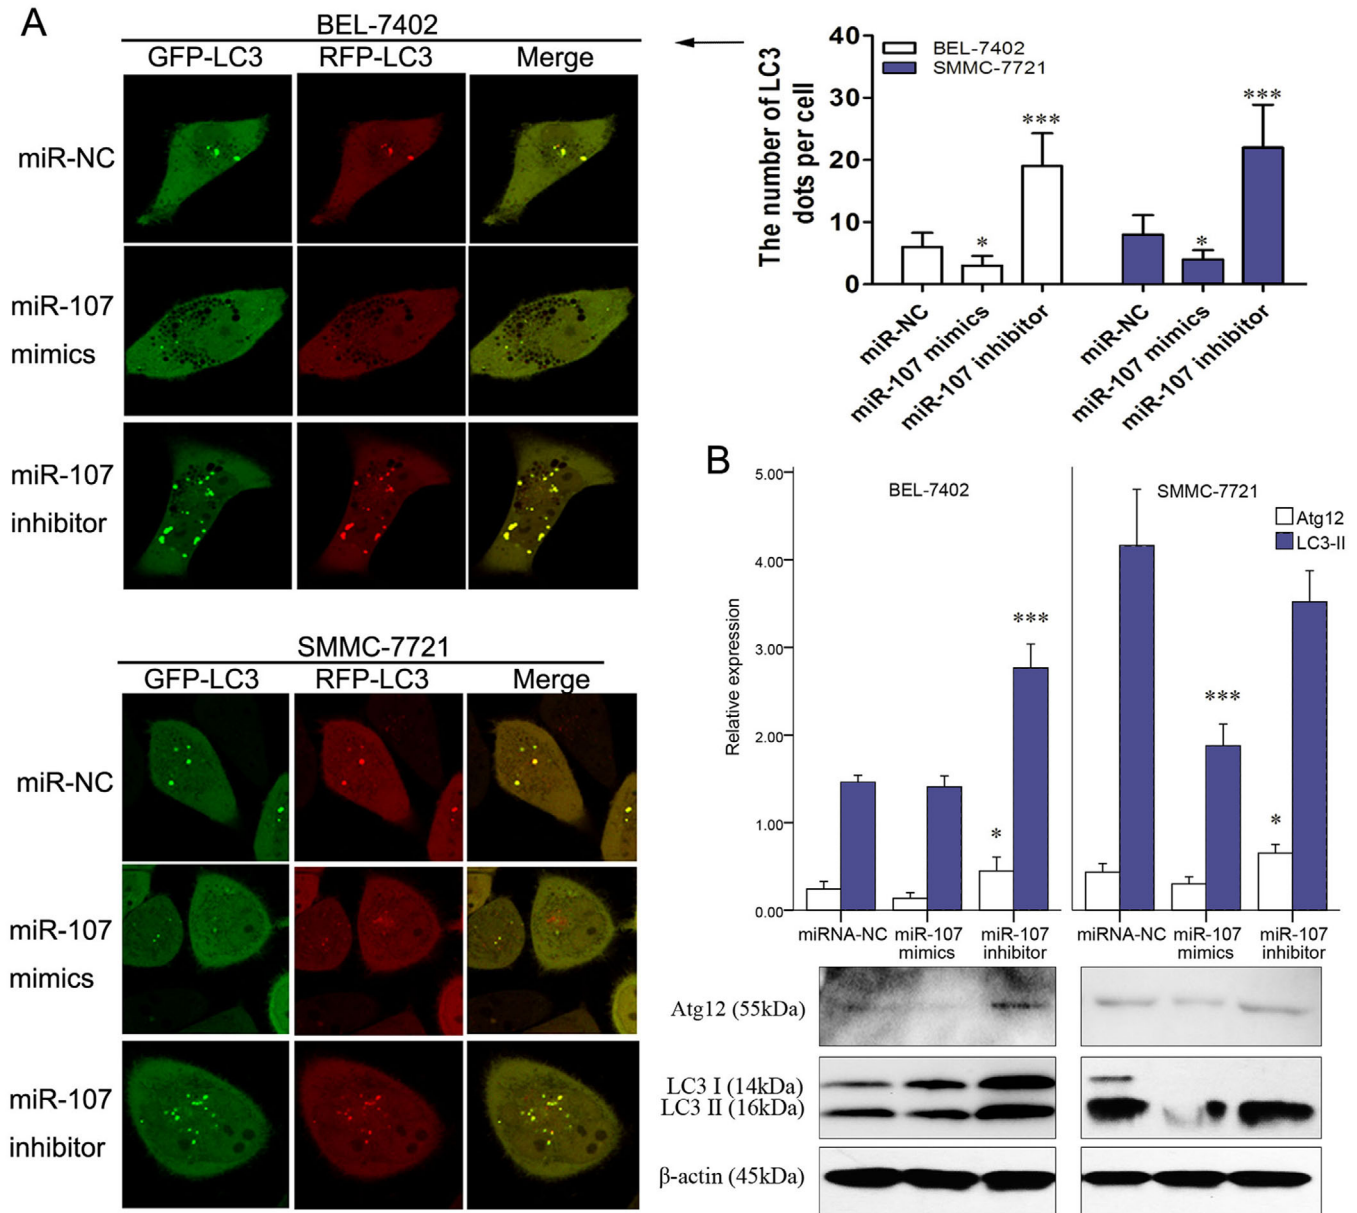 A
BEL-7402
GFP-LC3 RFP-LC3 Merge
miR-NC
miR-107
mimics
miR-107
inhibitor
SMMC-7721
GFP-LC3 RFP-LC3 Merge
miR-NC
miR-107
mimics
miR-107
inhibitor
The number of LC3
dots per cell
40
30
20
10
0
BEL-7402
SMMC-7721
***
***
*
*
miR-NC
miR-107 mimics
miR-107 inhibitor
miR-NC
miR-107 mimics
miR-107 inhibitor
B
Relative expression
5.00
4.00
3.00
2.00
1.00
0.00
BEL-7402
SMMC-7721
Atg12
LC3-II
***
*
***
*
miRNA-NC miR-107 miR-107 miRNA-NC miR-107 miR-107
mimics inhibitor mimics inhibitor
Atg12 (55kDa)
LC3 I (14kDa)
LC3 II (16kDa)
β-actin (45kDa)